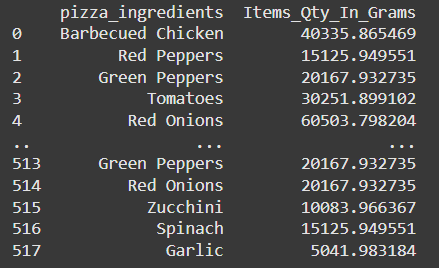 pizza_ingredients Items_Qty_In_Grams
0 Barbecued Chicken 40335.865469
1 Red Peppers 15125.949551
2 Green Peppers 20167.932735
3 Tomatoes 30251.899102
4 Red Onions 60503.798204
.. ... ...
513 Green Peppers 20167.932735
514 Red Onions 20167.932735
515 Zucchini 10083.966367
516 Spinach 15125.949551
517 Garlic 5041.983184